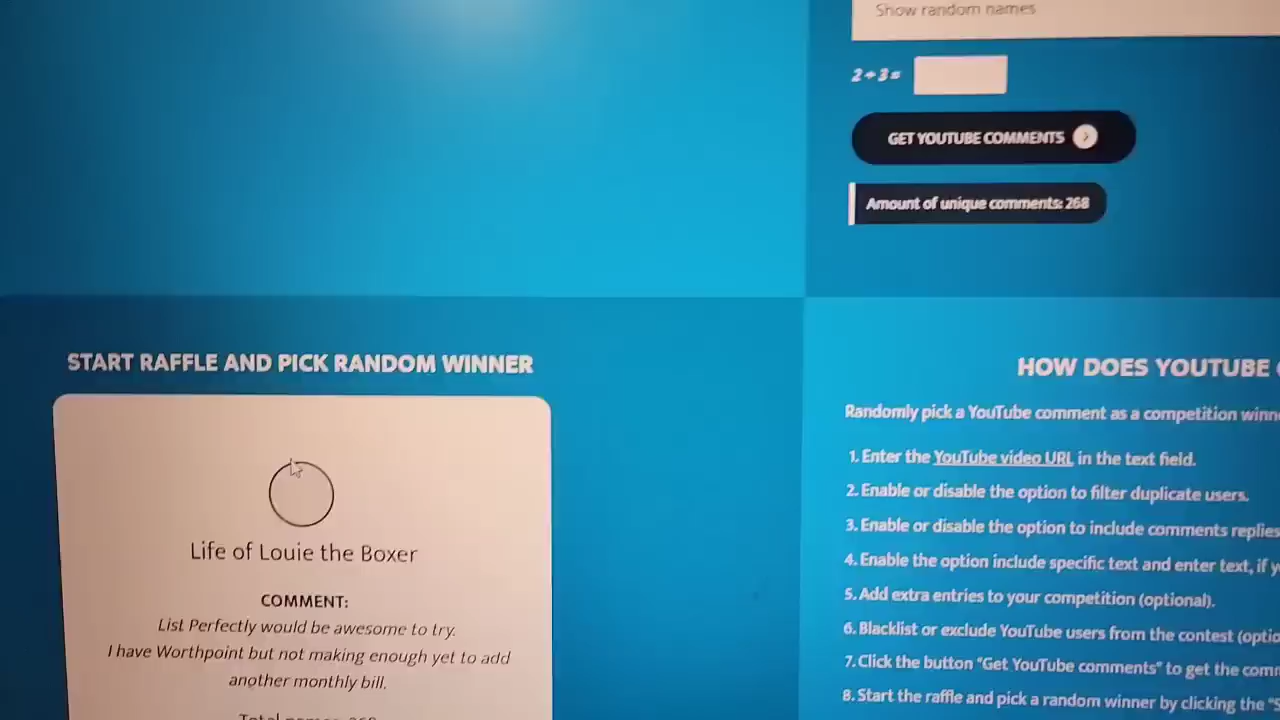 Show random names
2+3=
GET YOUTUBE COMMENTS
Amount of unique comments: 268
START RAFFLE AND PICK RANDOM WINNER
Life of Louie the Boxer
COMMENT:
List Perfectly would be awesome to try.
I have Worthpoint but not making enough yet to add
another monthly bill.
HOW DOES YOUTUBE
Randomly pick a YouTube comment as a competition
1. Enter the YouTube video URL in the text field.
2. Enable or disable the option to filter duplicate users.
3. Enable or disable the option to include comments replies
4. Enable the option include specific text and enter text, if
5. Add extra entries to your competition (optional).
6. Blacklist or exclude YouTube users from the contest
7. Click the button "Get YouTube comments" to get the
8. Start the raffle and pick a random winner by clicking the